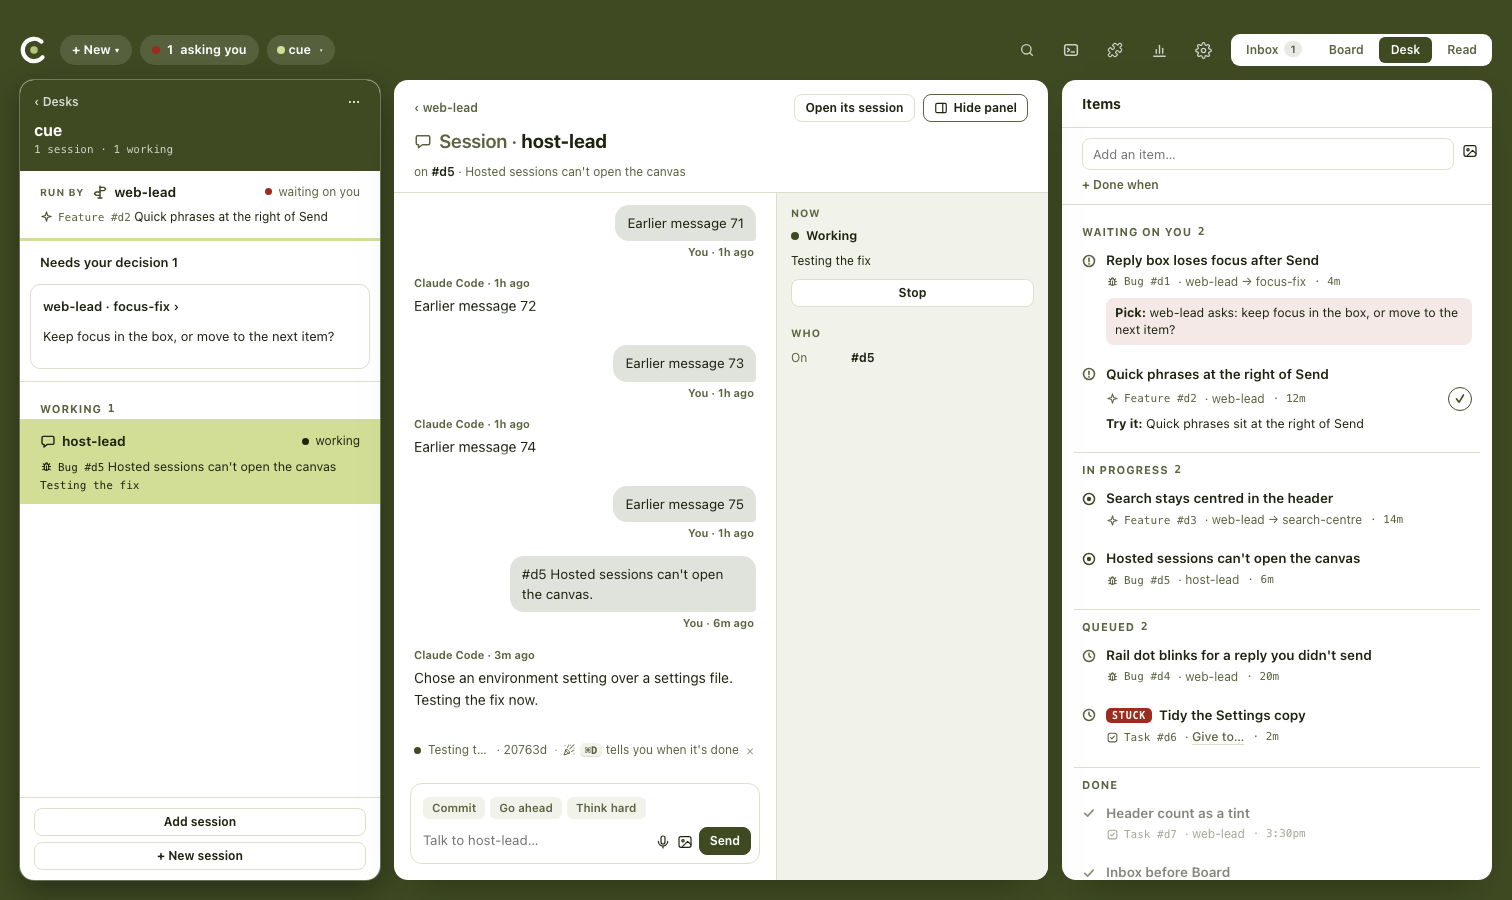 + New ▾
1 asking you
cue ·
Inbox 1
Board
Desk
Read
‹ Desks
···
cue
1 session · 1 working
RUN BY web-lead
waiting on you
Feature #d2 Quick phrases at the right of Send
Needs your decision 1
web-lead · focus-fix ›
Keep focus in the box, or move to the next item?
WORKING 1
host-lead
working
Bug #d5 Hosted sessions can't open the canvas
Testing the fix
Add session
+ New session
‹ web-lead
Open its session
Hide panel
Session · host-lead
on #d5 · Hosted sessions can't open the canvas
Earlier message 71
You · 1h ago
Claude Code · 1h ago
Earlier message 72
Earlier message 73
You · 1h ago
Claude Code · 1h ago
Earlier message 74
Earlier message 75
You · 1h ago
#d5 Hosted sessions can't open
the canvas.
You · 6m ago
Claude Code · 3m ago
Chose an environment setting over a settings file.
Testing the fix now.
Testing t... · 20763d · ⌘D tells you when it's done ×
Commit
Go ahead
Think hard
Talk to host-lead...
Send
NOW
Working
Testing the fix
Stop
WHO
On #d5
Items
Add an item...
+ Done when
WAITING ON YOU 2
Reply box loses focus after Send
Bug #d1 · web-lead → focus-fix · 4m
Pick: web-lead asks: keep focus in the box, or move to the
next item?
Quick phrases at the right of Send
Feature #d2 · web-lead · 12m
Try it: Quick phrases sit at the right of Send
IN PROGRESS 2
Search stays centred in the header
Feature #d3 · web-lead → search-centre · 14m
Hosted sessions can't open the canvas
Bug #d5 · host-lead · 6m
QUEUED 2
Rail dot blinks for a reply you didn't send
Bug #d4 · web-lead · 20m
STUCK Tidy the Settings copy
Task #d6 · Give to... · 2m
DONE
Header count as a tint
Task #d7 · web-lead · 3:30pm
Inbox before Board